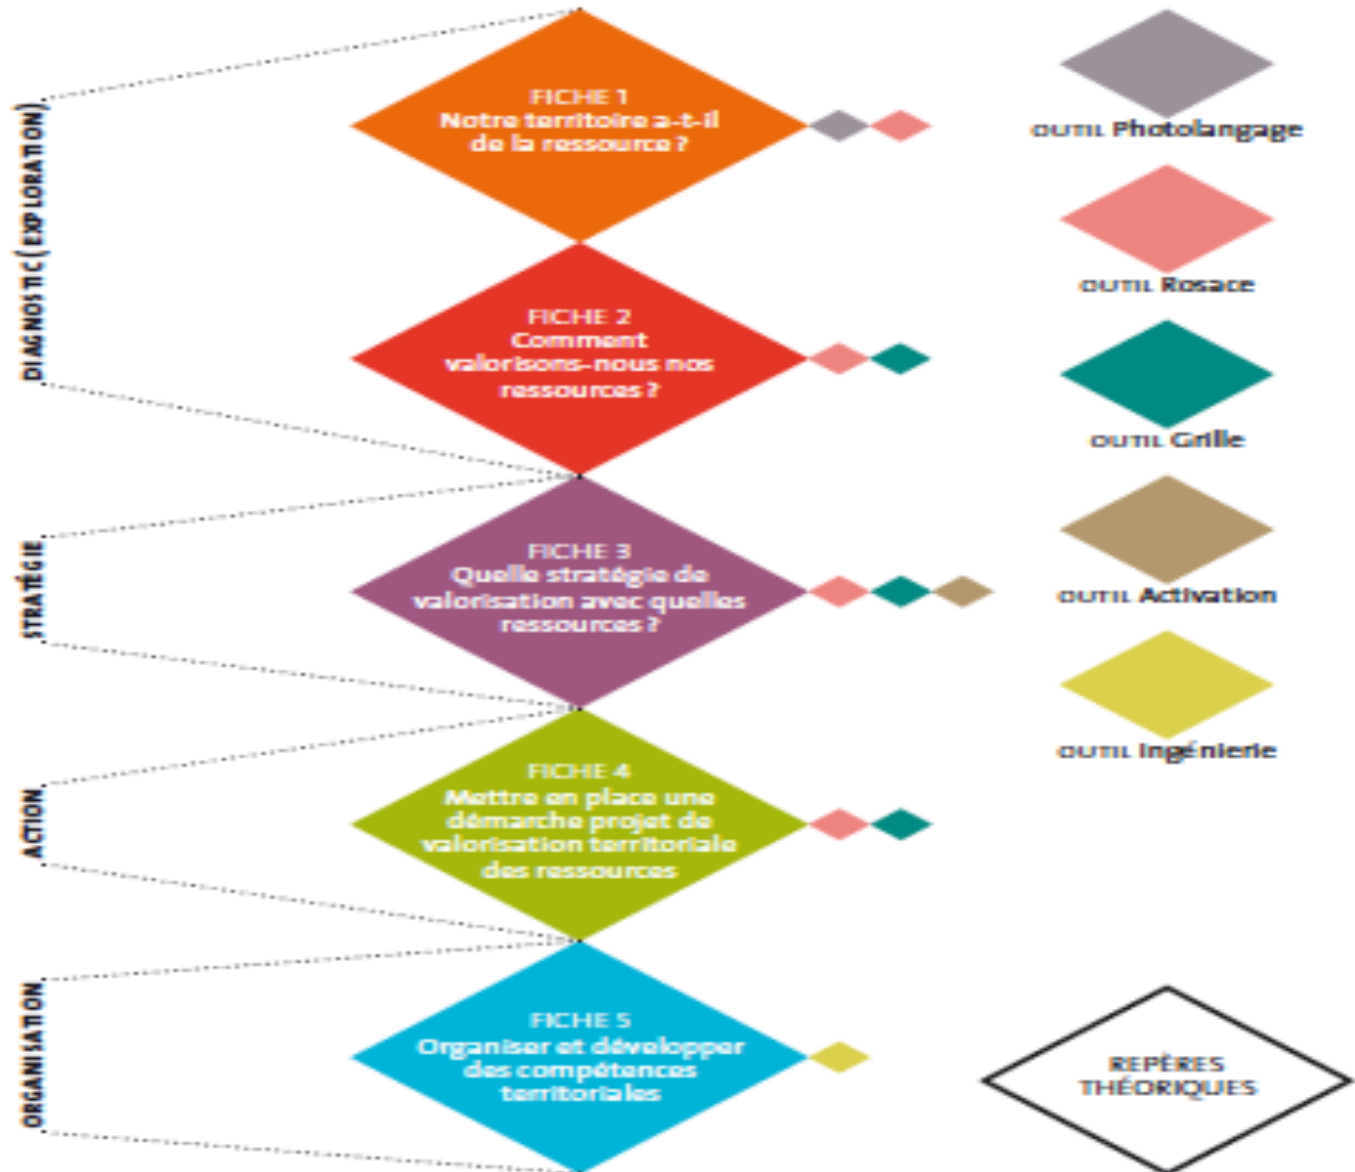 DIAGNOSTIC (EXPLORATION)
FICHE 1
Notre territoire a-t-il
de la ressource ?
FICHE 2
Comment
valorisons-nous nos
ressources ?
STRATÉGIE
FICHE 3
Quelle stratégie de
valorisation avec quelles
ressources ?
ACTION
FICHE 4
Mettre en place une
démarche projet de
valorisation territoriale
des ressources
ORGANISATION
FICHE 5
Organiser et développer
des compétences
territoriales
OUTIL Photolangage
OUTIL Rosace
OUTIL Grille
OUTIL Activation
OUTIL Ingénierie
REPÈRES
THÉORIQUES